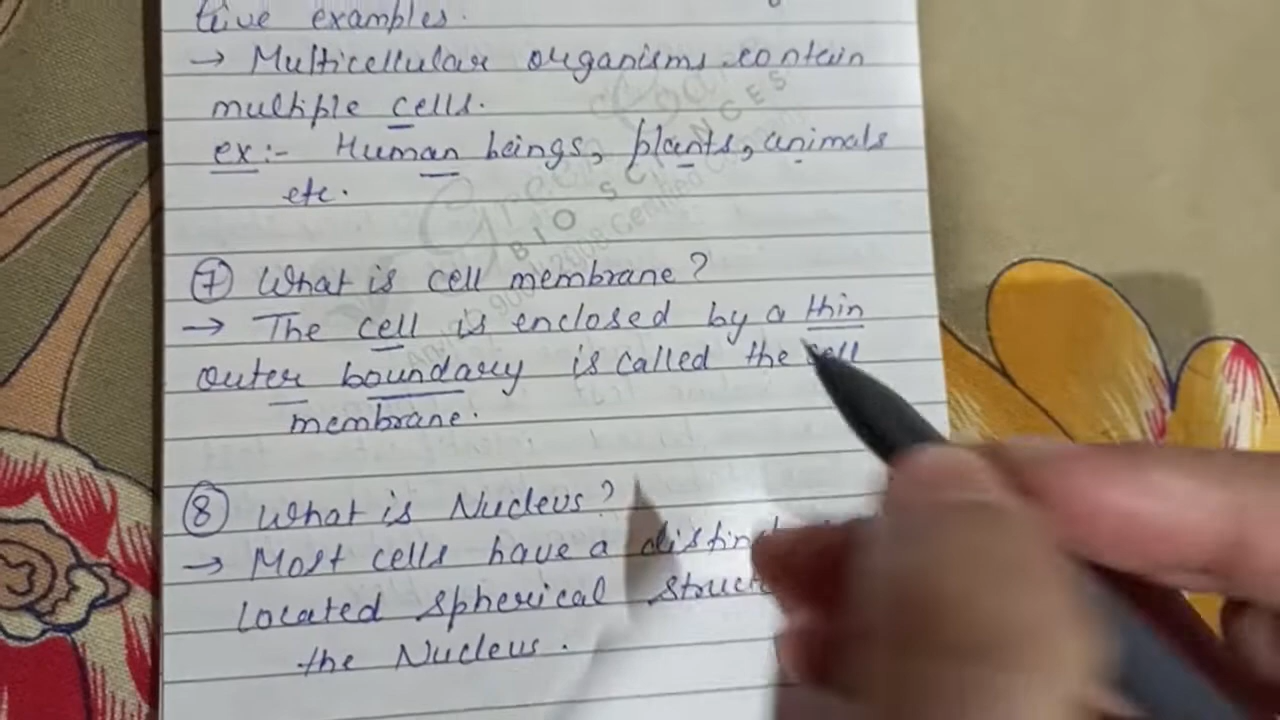 tive examples.
→ Multicellular organisms contain
multiple cells.
ex:- Human beings, plants, animals
etc.
⑦ What is cell membrane?
→ The cell is enclosed by a thin
outer boundary is called the cell
membrane.
⑧ What is Nucleus?
→ Most cells have a
located spherical
the Nucleus.
BIO SCIENCES